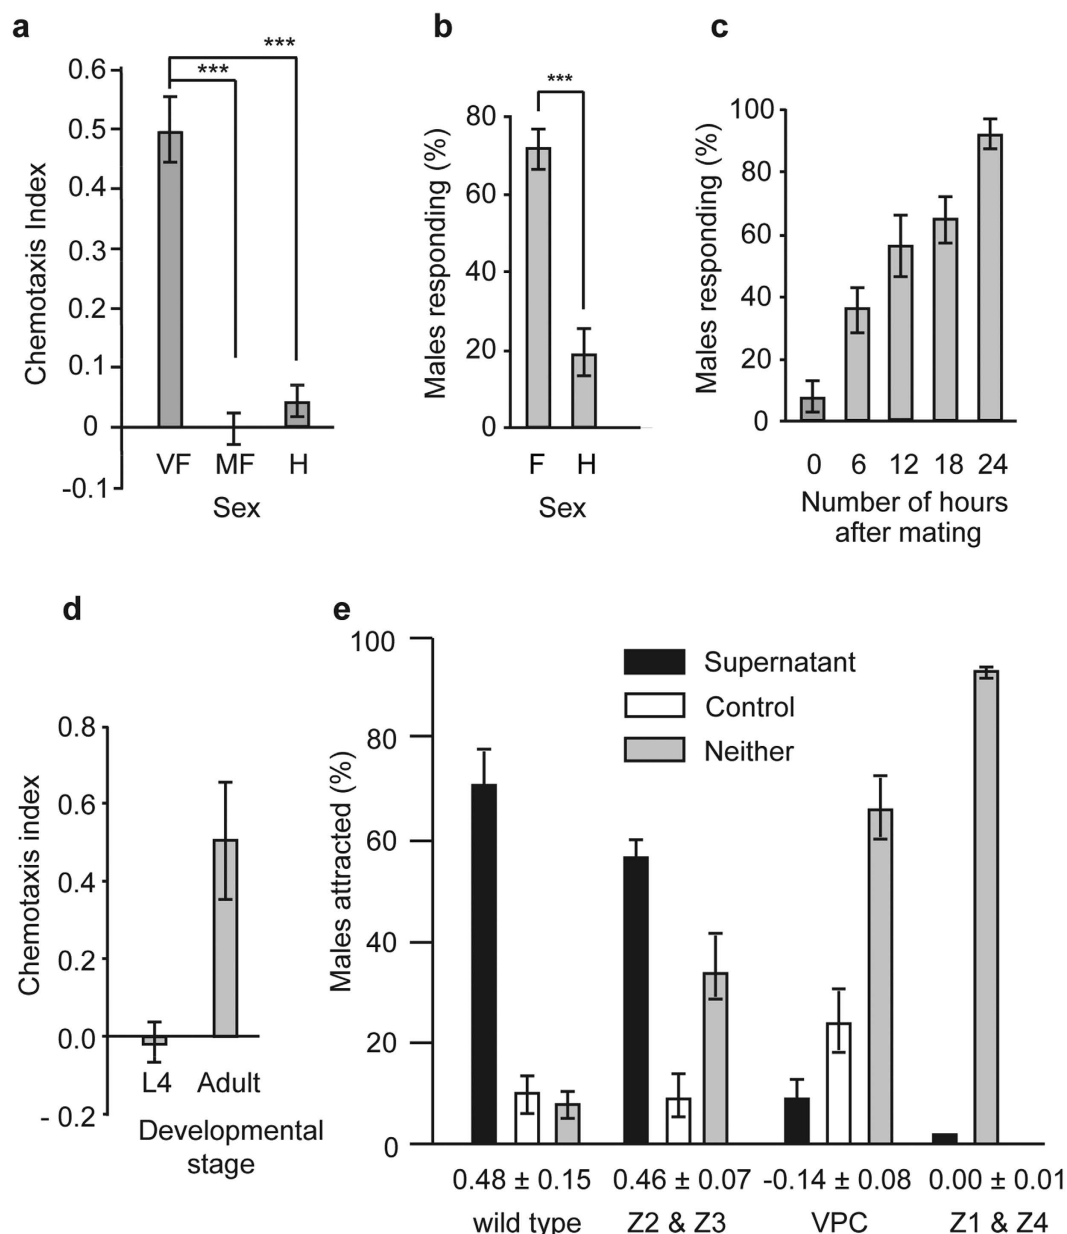 a
***
***
0.6
0.5
0.4
0.3
0.2
0.1
0
-0.1
Chemotaxis Index
VF MF H
Sex
b
***
80
60
40
20
0
Males responding (%)
F H
Sex
c
100
80
60
40
20
0
Males responding (%)
0 6 12 18 24
Number of hours
after mating
d
0.8
0.6
0.4
0.2
0.0
- 0.2
Chemotaxis index
L4 Adult
Developmental
stage
e
100
80
60
40
20
0
Males attracted (%)
Supernatant
Control
Neither
0.48 ± 0.15 0.46 ± 0.07 -0.14 ± 0.08 0.00 ± 0.01
wild type Z2 & Z3 VPC Z1 & Z4